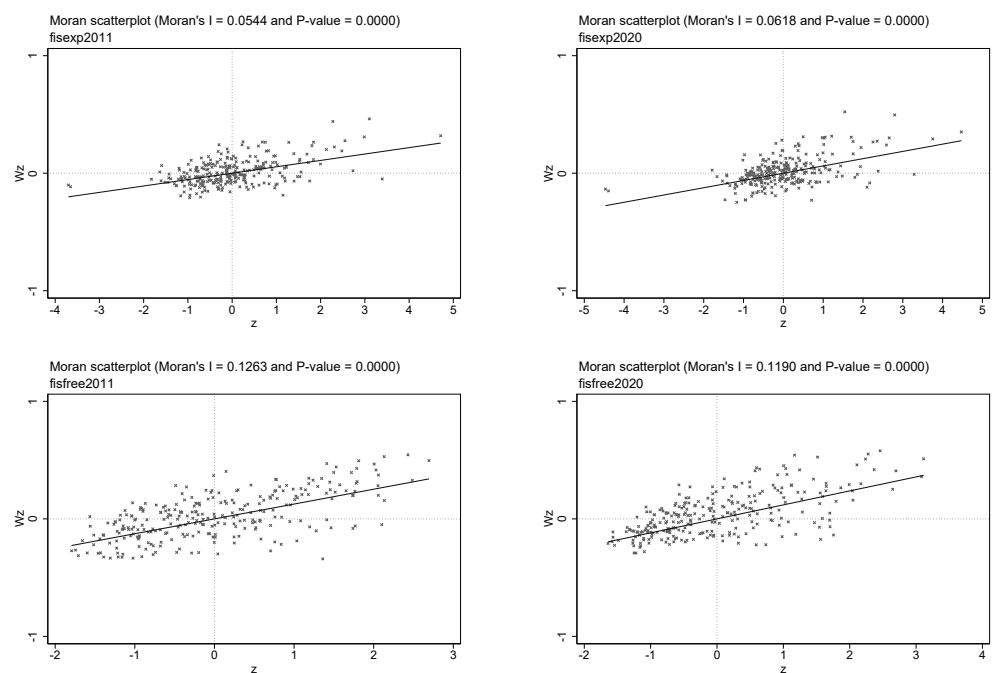 Moran scatterplot (Moran's I = 0.0544 and P-value = 0.0000)
fisexp2011
1
0
-1
Wz
-4 -3 -2 -1 0 1 2 3 4 5
z
Moran scatterplot (Moran's I = 0.0618 and P-value = 0.0000)
fisexp2020
1
0
-1
Wz
-5 -4 -3 -2 -1 0 1 2 3 4 5
z
Moran scatterplot (Moran's I = 0.1263 and P-value = 0.0000)
fisfree2011
1
0
-1
Wz
-2 -1 0 1 2 3
z
Moran scatterplot (Moran's I = 0.1190 and P-value = 0.0000)
fisfree2020
1
0
-1
Wz
-2 -1 0 1 2 3 4
z